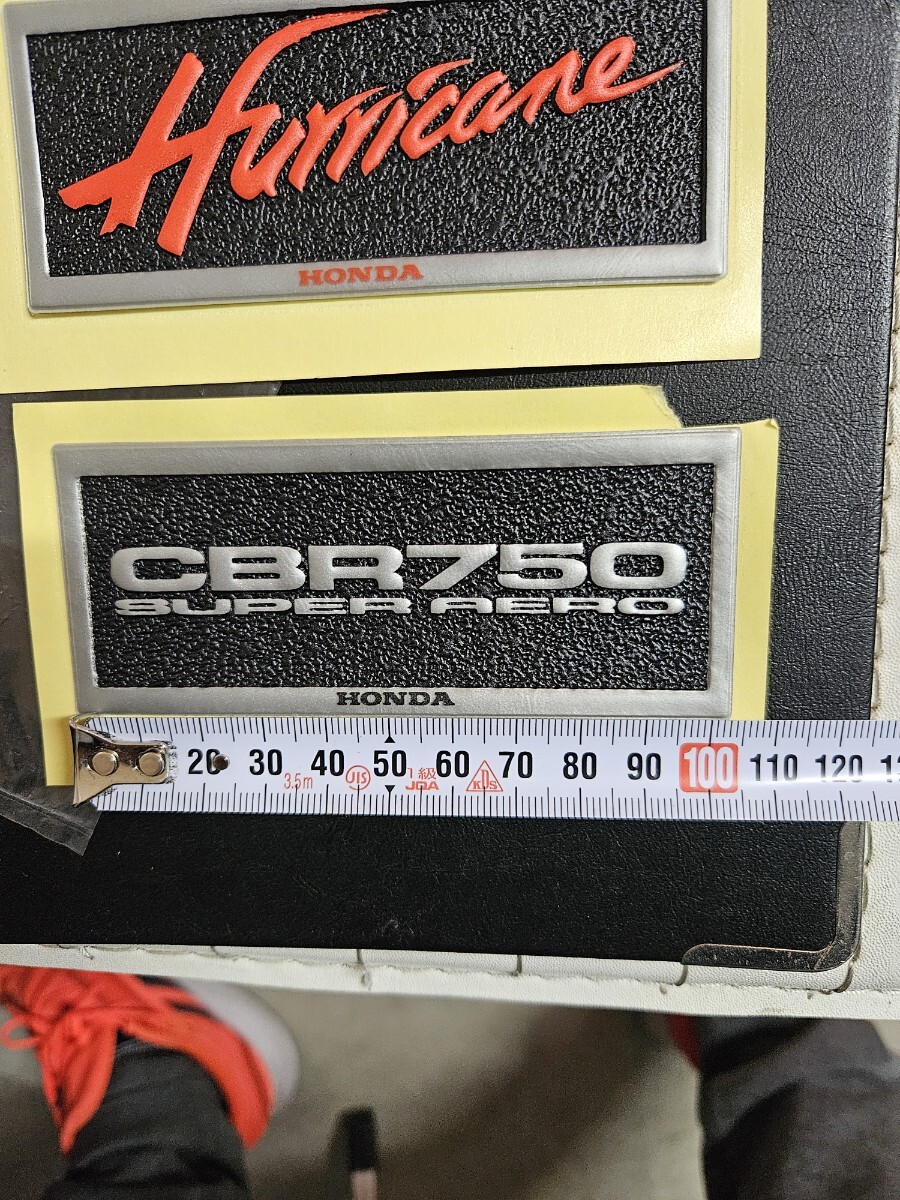 Hurricane
HONDA
CBR750
SUPER AERO
HONDA
20 30 40 50 60 70 80 90 100 110 120
3.5m JIS 1級 JQA KDS